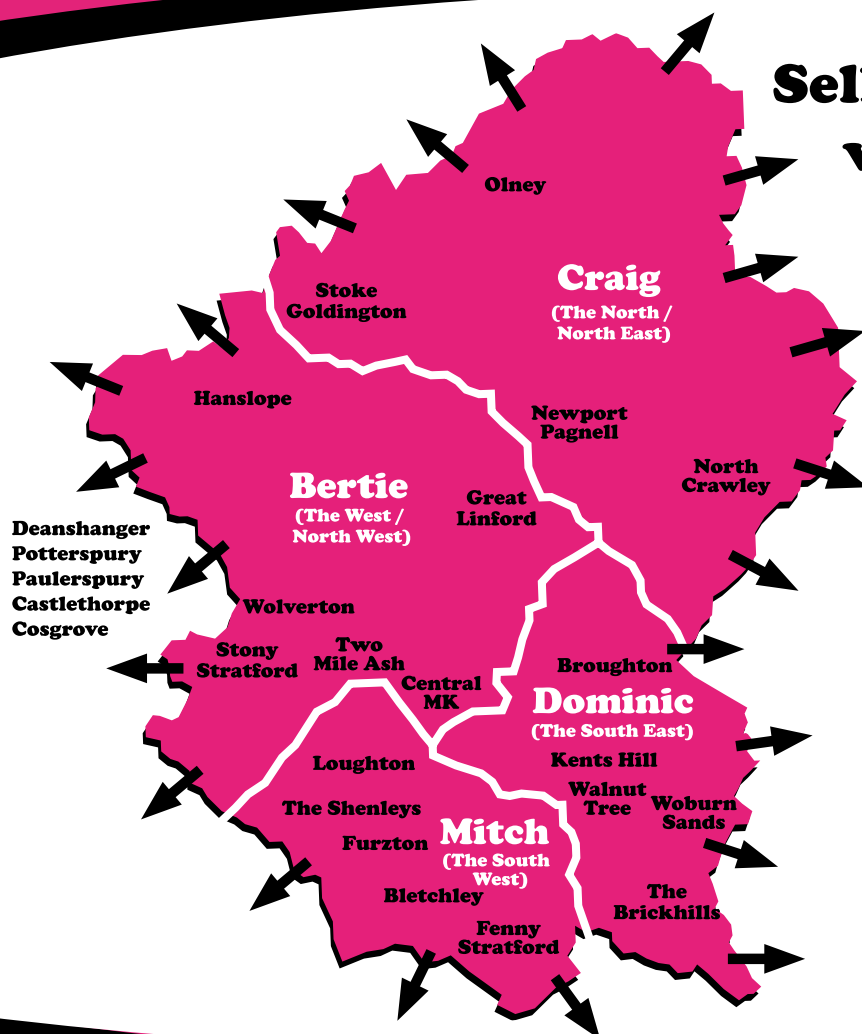 Sell
Olney
Craig
(The North /
North East)
Stoke
Goldington
Hanslope
Newport
Pagnell
North
Crawley
Bertie
(The West /
North West)
Great
Linford
Deanshanger
Potterspury
Paulerspury
Castlethorpe
Cosgrove
Wolverton
Stony
Stratford
Two
Mile Ash
Central
MK
Broughton
Dominic
(The South East)
Kents Hill
Walnut
Tree
Woburn
Sands
Loughton
The Shenleys
Furzton
Mitch
(The South
West)
Bletchley
Fenny
Stratford
The
Brickhills